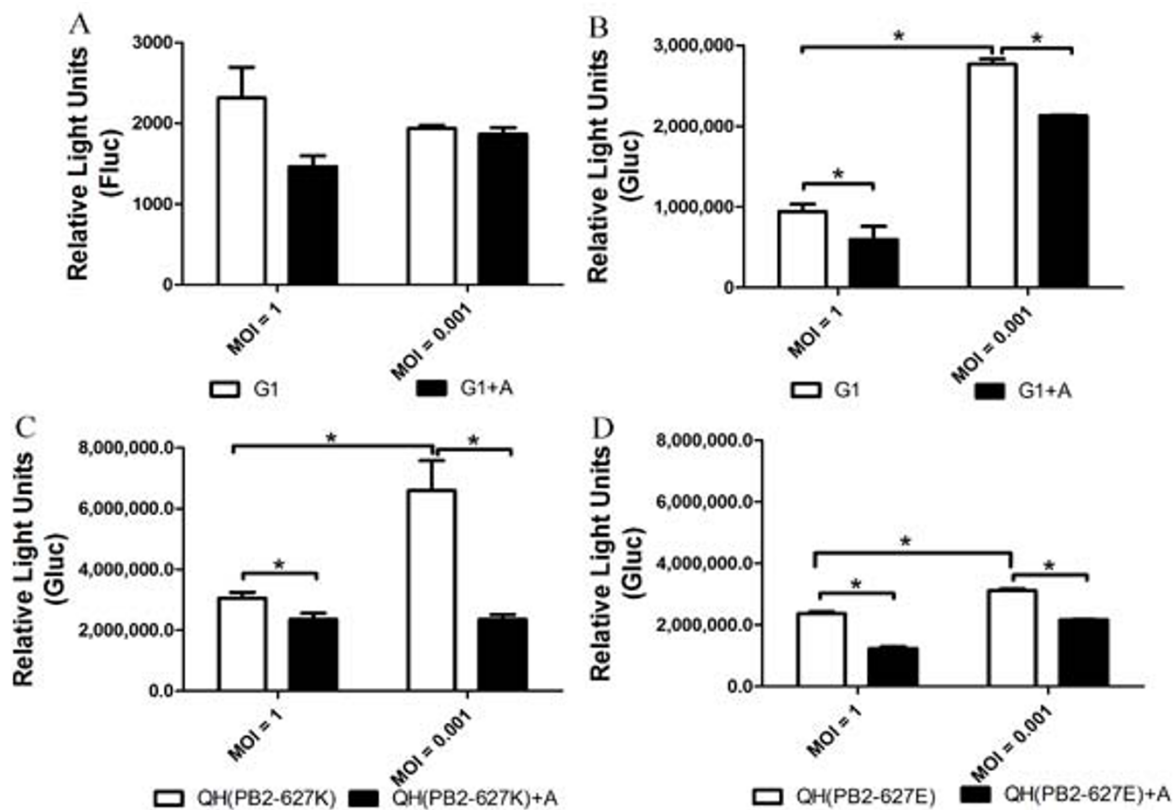 A
Relative Light Units
(Fluc)
3000
2000
1000
0
MOI = 1
MOI = 0.001
G1
G1+A
B
Relative Light Units
(Gluc)
3,000,000
2,000,000
1,000,000
0
*
*
*
MOI = 1
MOI = 0.001
G1
G1+A
C
Relative Light Units
(Gluc)
8,000,000.0
6,000,000.0
4,000,000.0
2,000,000.0
0.0
*
*
*
MOI = 1
MOI = 0.001
QH(PB2-627K)
QH(PB2-627K)+A
D
Relative Light Units
(Gluc)
8,000,000.0
6,000,000.0
4,000,000.0
2,000,000.0
0.0
*
*
*
MOI = 1
MOI = 0.001
QH(PB2-627E)
QH(PB2-627E)+A